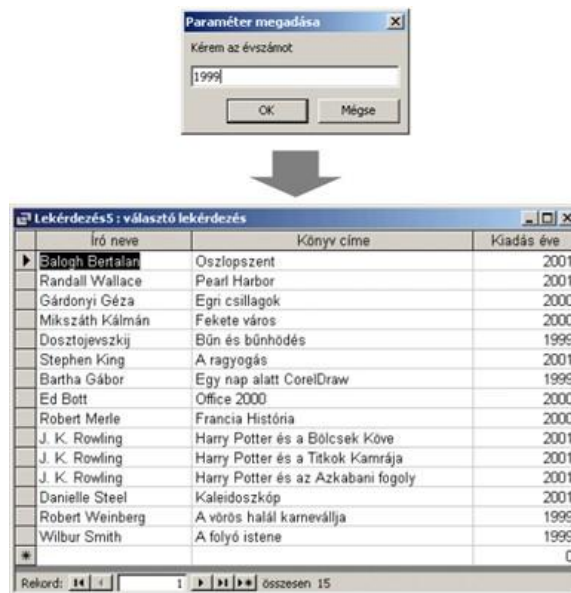 Paraméter megadása
Kérem az évszámot
1999
OK Mégse
Lekérdezés5 : választó lekérdezés
Író neve Könyv címe Kiadás éve
Balogh Bertalan Oszlopszent 2001
Randall Wallace Pearl Harbor 2001
Gárdonyi Géza Egri csillagok 2000
Mikszáth Kálmán Fekete város 2000
Dosztojevszkij Bűn és bűnhödés 1999
Stephen King A ragyogás 2001
Bartha Gábor Egy nap alatt CorelDraw 1999
Ed Bott Office 2000 2000
Robert Merle Francia História 2000
J. K. Rowling Harry Potter és a Bölcsek Köve 2001
J. K. Rowling Harry Potter és a Titkok Kamrája 2001
J. K. Rowling Harry Potter és az Azkabani fogoly 2001
Danielle Steel Kaleidoszkóp 2001
Robert Weinberg A vörös halál karneválja 1999
Wilbur Smith A folyó istene 1999
0
Rekord: 1 összesen 15